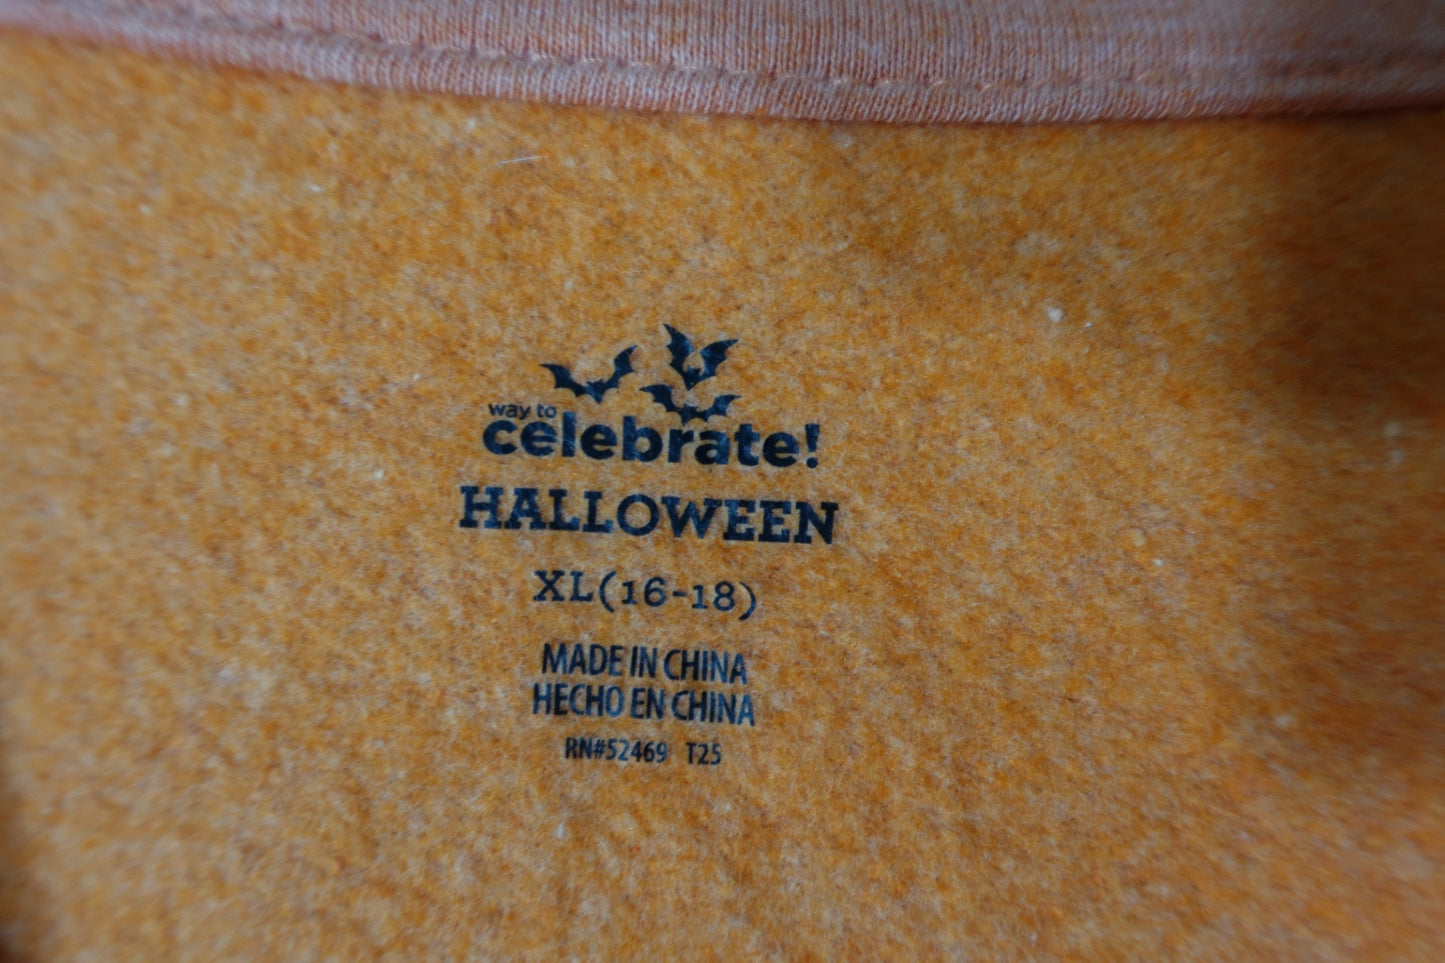 way to
celebrate!
HALLOWEEN
XL(16-18)
MADE IN CHINA
HECHO EN CHINA
RN#52469 T25